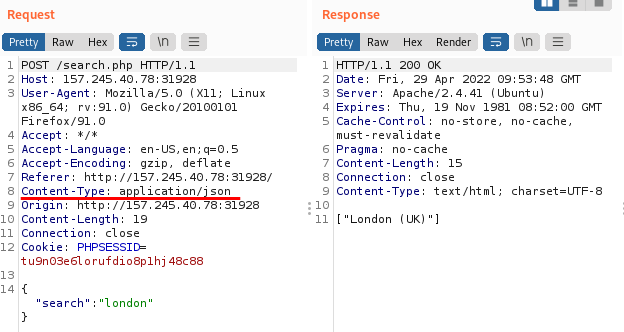 Request
Response
Pretty Raw Hex \n
Pretty Raw Hex Render \n
1 POST /search.php HTTP/1.1
2 Host: 157.245.40.78:31928
3 User-Agent: Mozilla/5.0 (X11; Linux
x86_64; rv:91.0) Gecko/20100101
Firefox/91.0
4 Accept: */*
5 Accept-Language: en-US,en;q=0.5
6 Accept-Encoding: gzip, deflate
7 Referer: http://157.245.40.78:31928/
8 Content-Type: application/json
9 Origin: http://157.245.40.78:31928
10 Content-Length: 19
11 Connection: close
12 Cookie: PHPSESSID=
tu9n03e6lorufdio8p1hj48c88
13
14 {
"search":"london"
}
1 HTTP/1.1 200 OK
2 Date: Fri, 29 Apr 2022 09:53:48 GMT
3 Server: Apache/2.4.41 (Ubuntu)
4 Expires: Thu, 19 Nov 1981 08:52:00 GMT
5 Cache-Control: no-store, no-cache,
must-revalidate
6 Pragma: no-cache
7 Content-Length: 15
8 Connection: close
9 Content-Type: text/html; charset=UTF-8
10
11 ["London (UK)"]